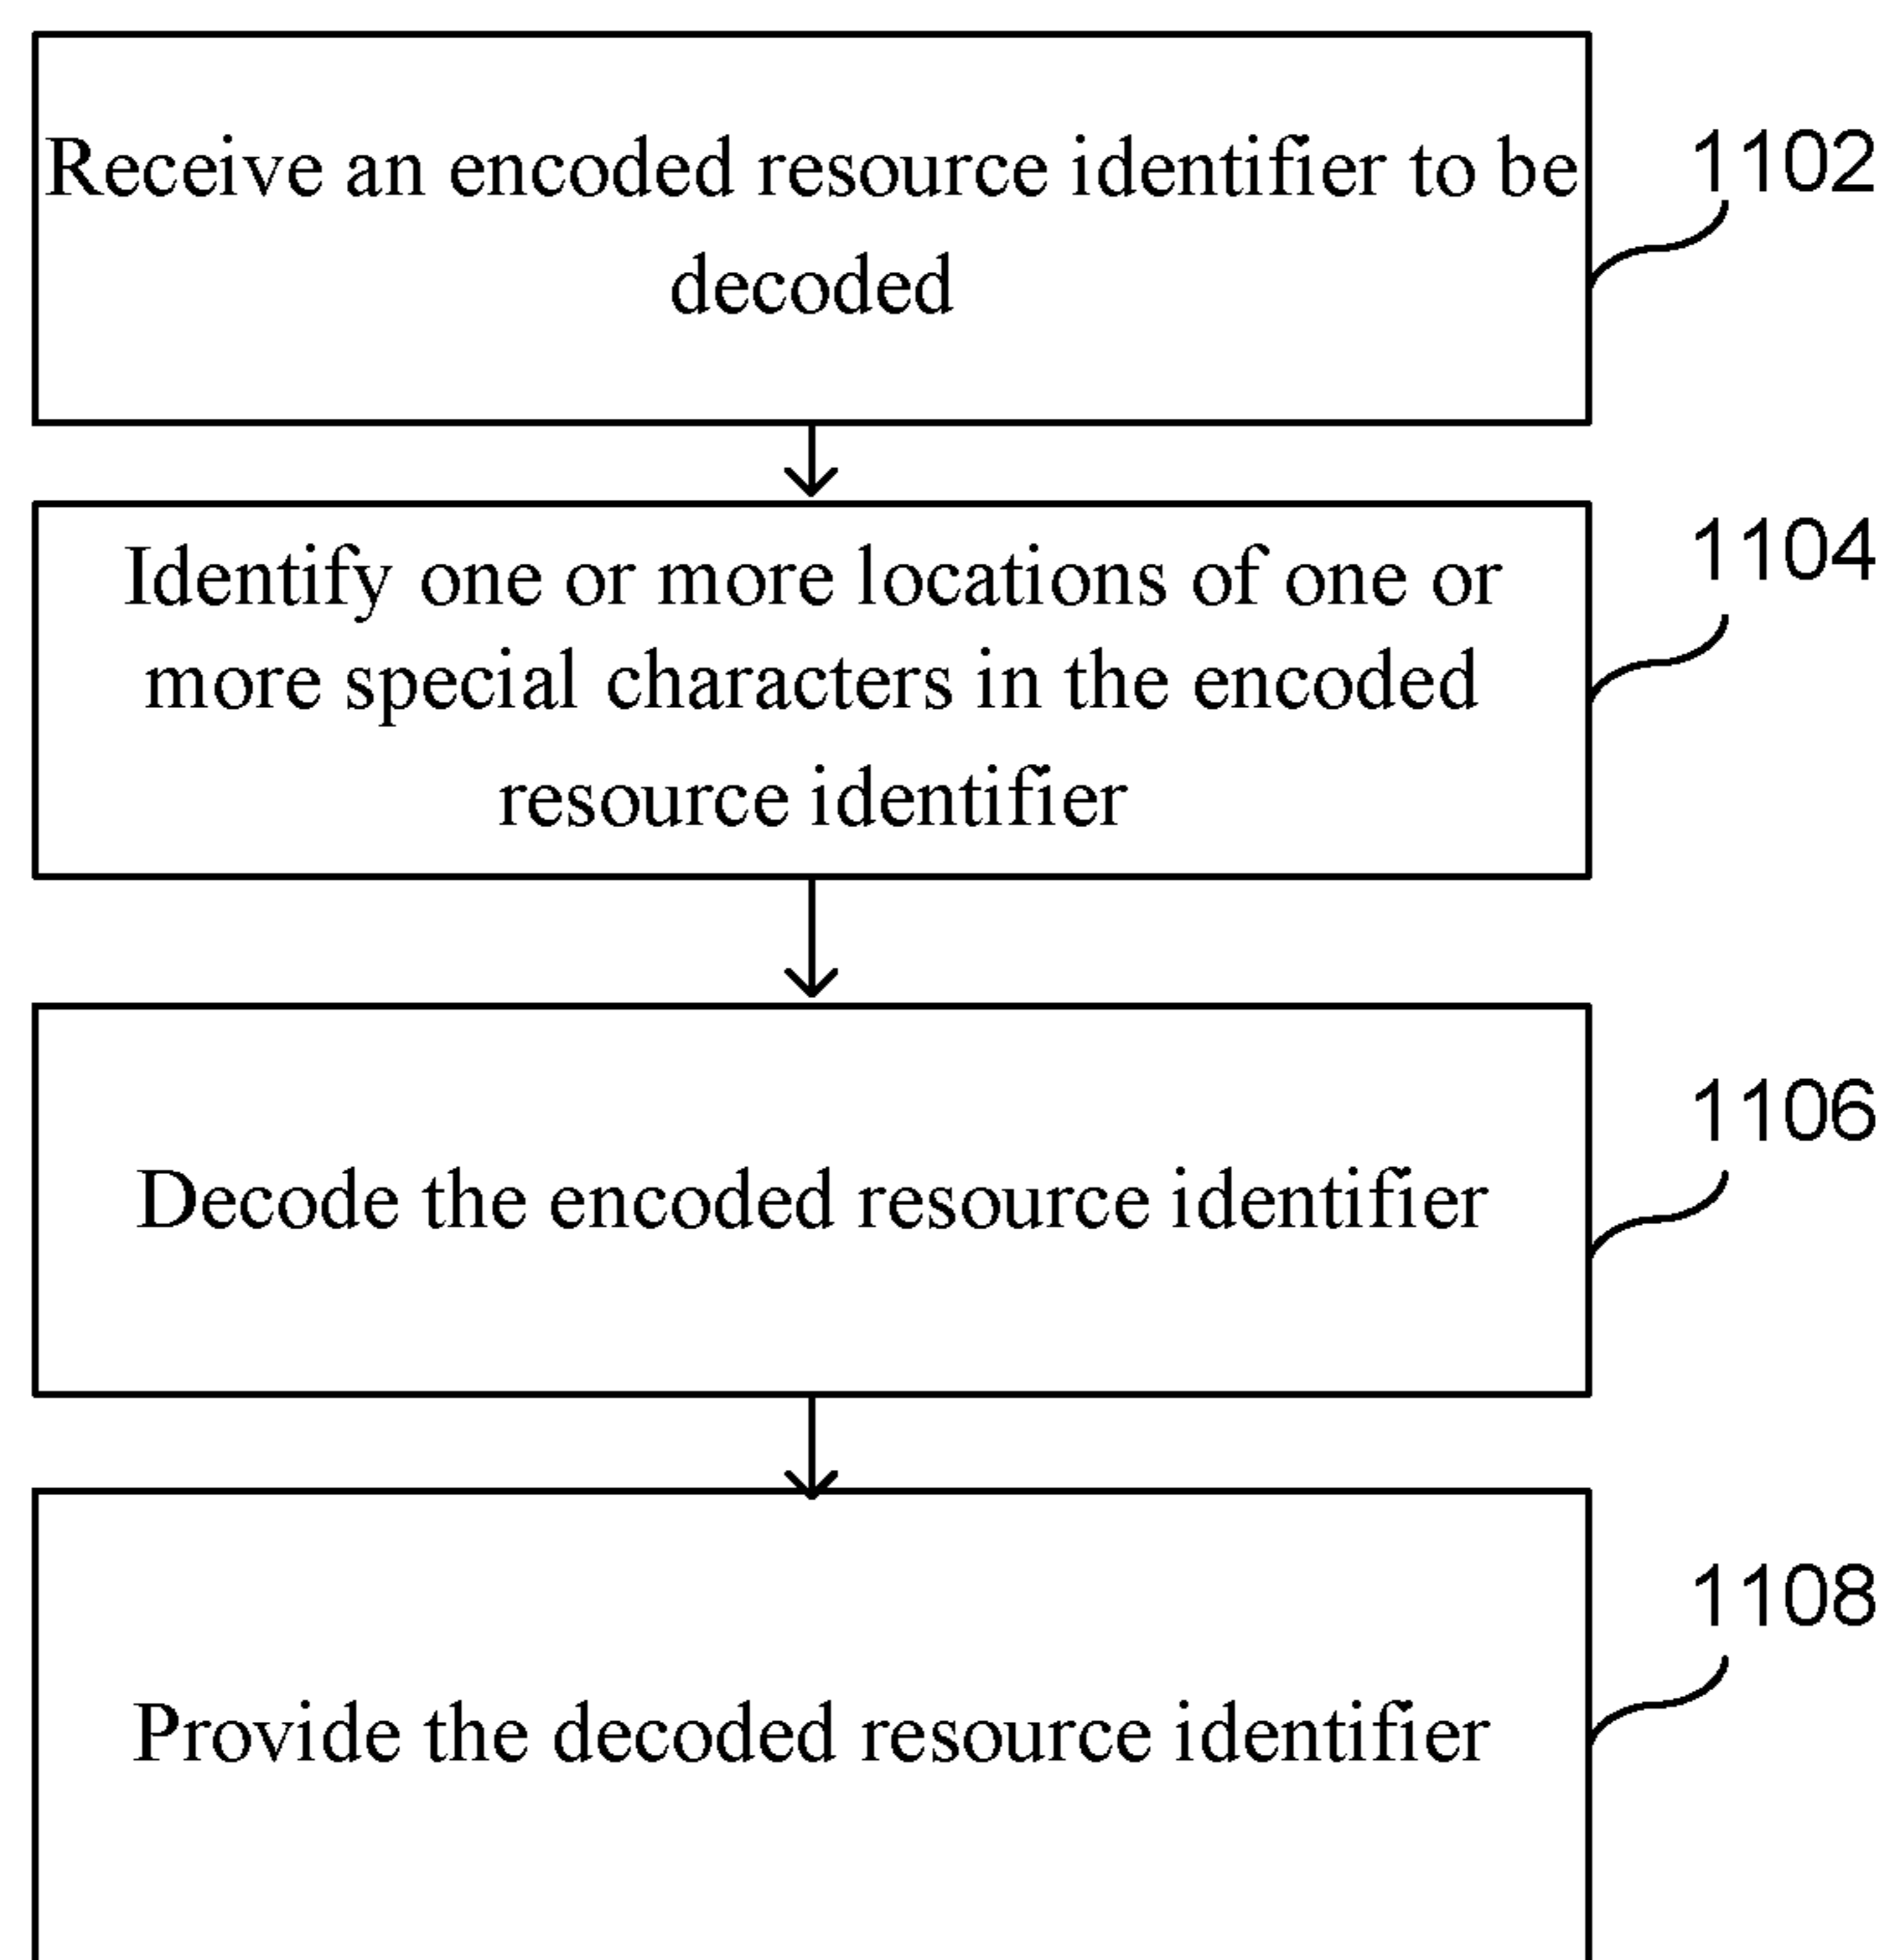 Receive an encoded resource identifier to be
decoded
1102
Identify one or more locations of one or
more special characters in the encoded
resource identifier
1104
Decode the encoded resource identifier
1106
Provide the decoded resource identifier
1108